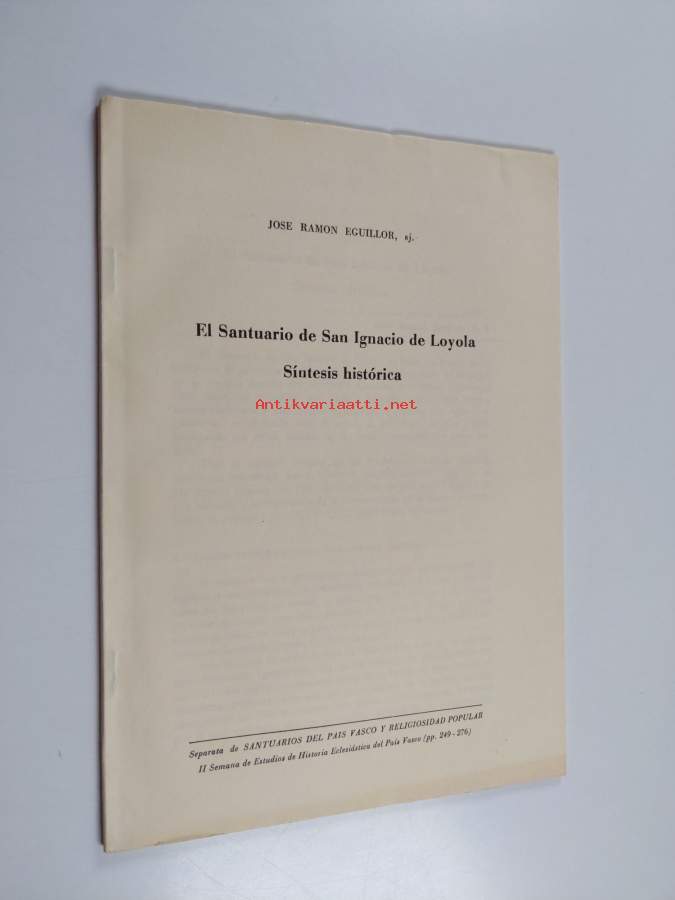 JOSE RAMON EGUILLOR, sj.
El Santuario de San Ignacio de Loyola
Síntesis histórica
Antikvariaatti.net
Separata de SANTUARIOS DEL PAIS VASCO Y RELIGIOSIDAD POPULAR
II Semana de Estudios de Historia Eclesiástica del País Vasco (pp. 249-276)